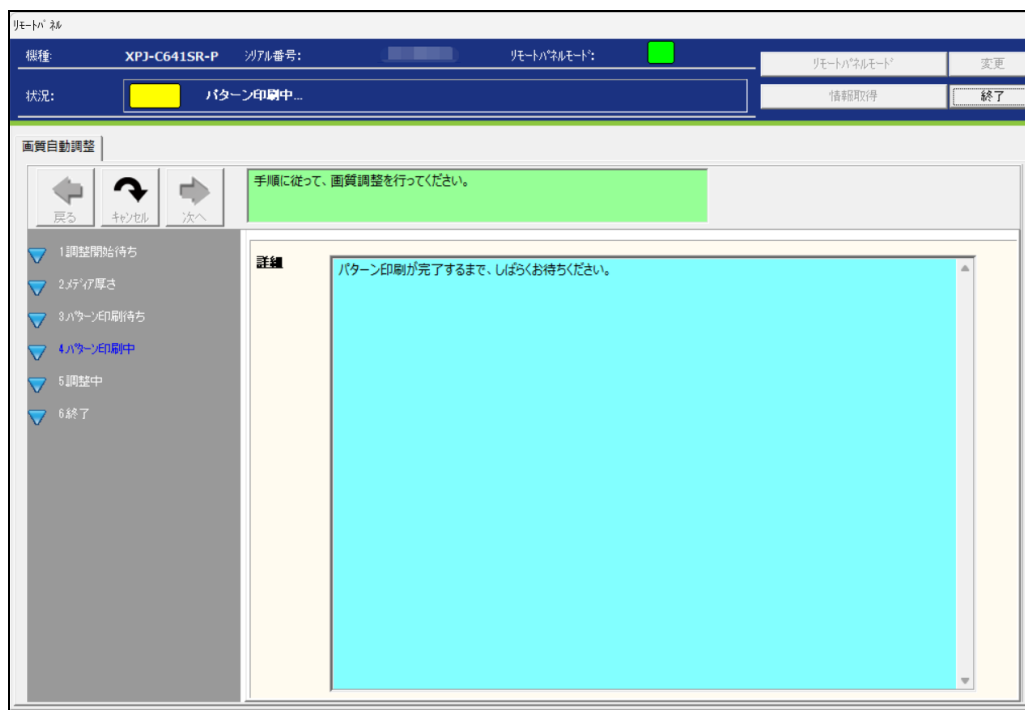 リモートパネル
機種: XPJ-C641SR-P シリアル番号: リモートパネルモード:
リモートパネルモード 変更
状況: パターン印刷中...
情報取得 終了
画質自動調整
戻る キャンセル 次へ
手順に従って、画質調整を行ってください。
1.調整開始待ち
2.メディア厚さ
3.パターン印刷待ち
4.パターン印刷中
5.調整中
6.終了
詳細
パターン印刷が完了するまで、しばらくお待ちください。